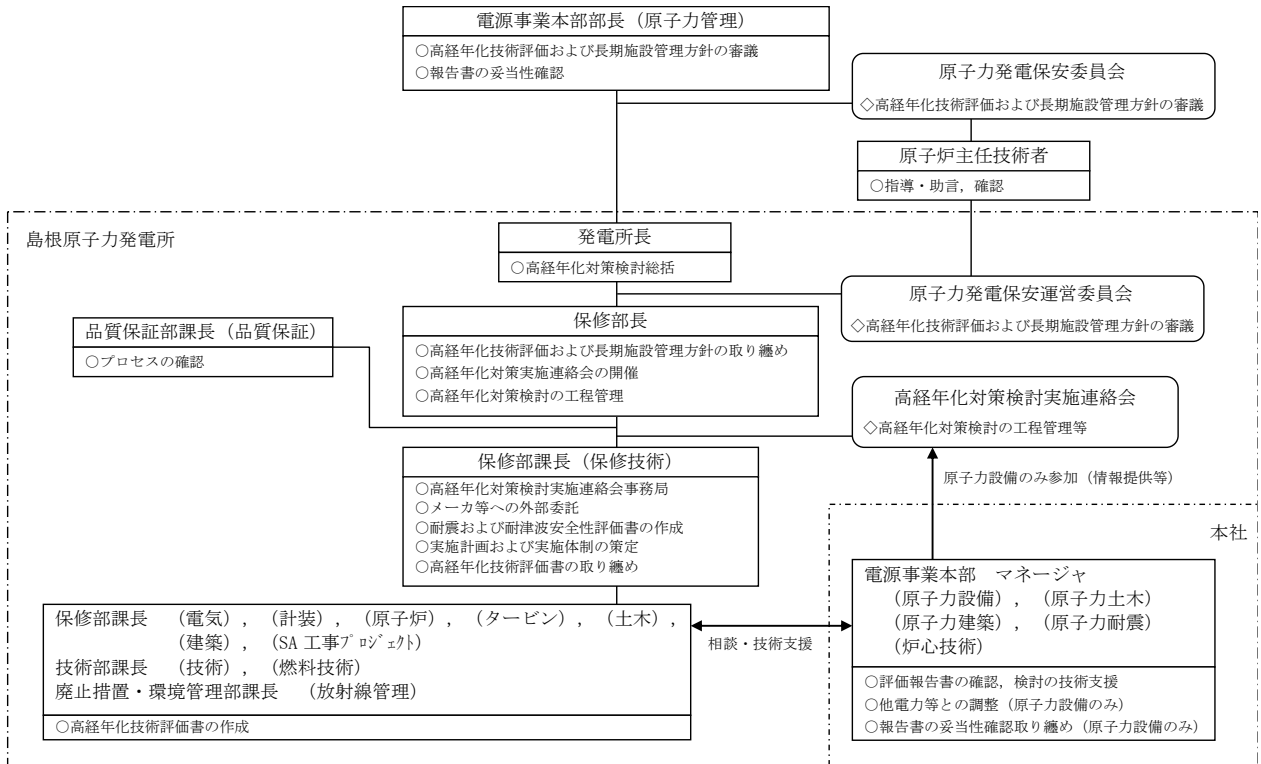 電源事業本部部長（原子力管理）
○高経年化技術評価および長期施設管理方針の審議
○報告書の妥当性確認
原子力発電保安委員会
◇高経年化技術評価および長期施設管理方針の審議
原子炉主任技術者
○指導・助言，確認
島根原子力発電所
発電所長
○高経年化対策検討総括
原子力発電保安運営委員会
◇高経年化技術評価および長期施設管理方針の審議
品質保証部課長（品質保証）
○プロセスの確認
保修部長
○高経年化技術評価および長期施設管理方針の取り纏め
○高経年化対策実施連絡会の開催
○高経年化対策検討の工程管理
高経年化対策検討実施連絡会
◇高経年化対策検討の工程管理等
保修部課長（保修技術）
○高経年化対策検討実施連絡会事務局
○メーカ等への外部委託
○耐震および耐津波安全性評価書の作成
○実施計画および実施体制の策定
○高経年化技術評価書の取り纏め
原子力設備のみ参加（情報提供等）
本社
保修部課長　（電気），（計装），（原子炉），（タービン），（土木），
（建築），（SA 工事ﾌﾟﾛｼﾞｪｸﾄ）
技術部課長　（技術），（燃料技術）
廃止措置・環境管理部課長　（放射線管理）
○高経年化技術評価書の作成
相談・技術支援
電源事業本部　マネージャ
（原子力設備），（原子力土木）
（原子力建築），（原子力耐震）
（炉心技術）
○評価報告書の確認，検討の技術支援
○他電力等との調整（原子力設備のみ）
○報告書の妥当性確認取り纏め（原子力設備のみ）